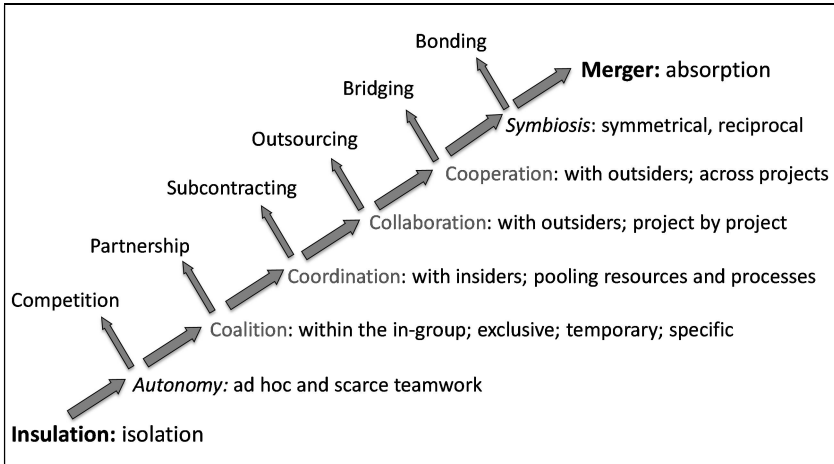 Bonding
Merger: absorption
Bridging
Symbiosis: symmetrical, reciprocal
Outsourcing
Cooperation: with outsiders; across projects
Subcontracting
Collaboration: with outsiders; project by project
Partnership
Coordination: with insiders; pooling resources and processes
Competition
Coalition: within the in-group; exclusive; temporary; specific
Autonomy: ad hoc and scarce teamwork
Insulation: isolation